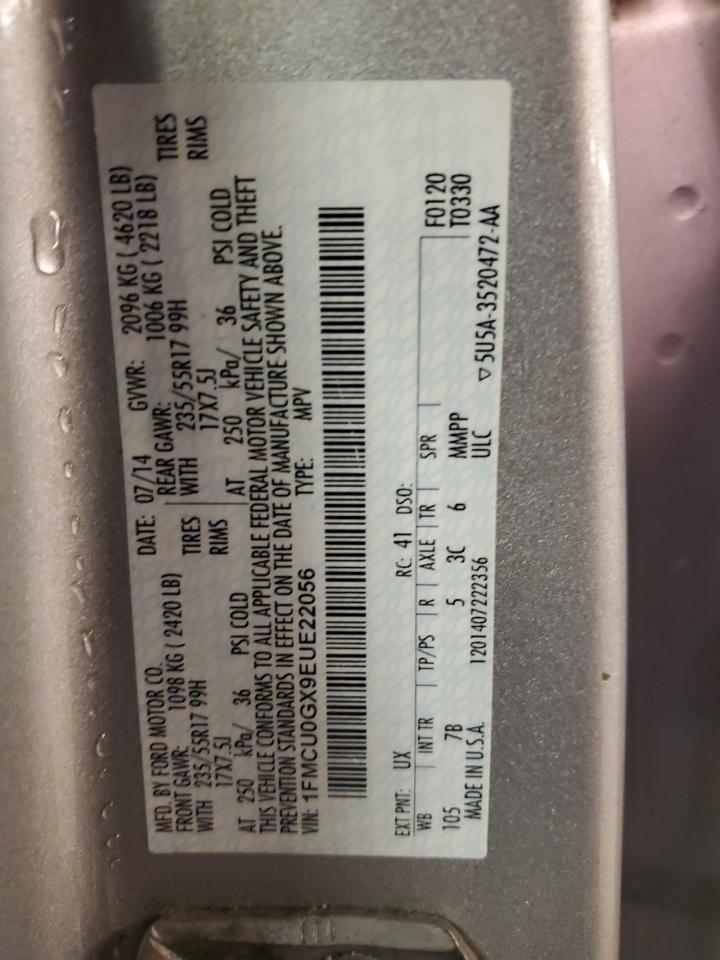 MFD. BY FORD MOTOR CO. DATE: 07/14 GVWR: 2096 KG ( 4620 LB)
FRONT GAWR: 1098 KG ( 2420 LB) REAR GAWR: 1006 KG ( 2218 LB)
WITH 235/55R17 99H TIRES WITH 235/55R17 99H TIRES
17X7.5J RIMS 17X7.5J RIMS
AT 250 kPa/ 36 PSI COLD AT 250 kPa/ 36 PSI COLD
THIS VEHICLE CONFORMS TO ALL APPLICABLE FEDERAL MOTOR VEHICLE SAFETY AND THEFT
PREVENTION STANDARDS IN EFFECT ON THE DATE OF MANUFACTURE SHOWN ABOVE.
VIN: 1FMCU0GX9EUE22056 TYPE: MPV
EXT PNT: UX RC: 41 DSO: F0120
WB INT TR TP/PS R AXLE TR SPR T0330
105 7B 5 3C 6 MMPP
MADE IN U.S.A. 1201407222356 ULC ▽5U5A-3520472-AA